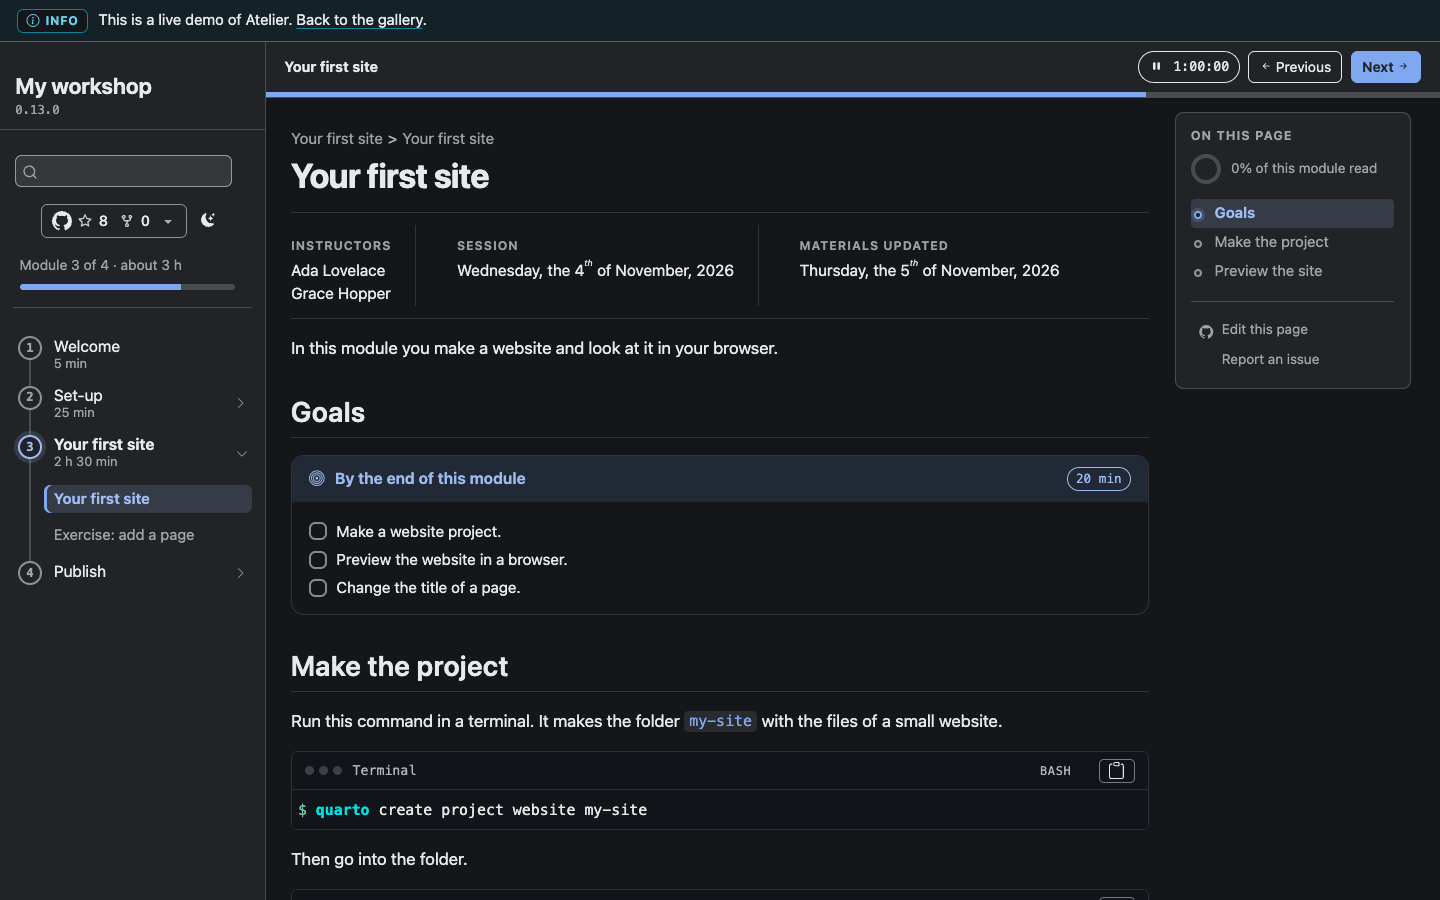 INFO This is a live demo of Atelier. Back to the gallery.
My workshop
0.13.0
8 0
Module 3 of 4 · about 3 h
1 Welcome
5 min
2 Set-up
25 min
3 Your first site
2 h 30 min
Your first site
Exercise: add a page
4 Publish
Your first site
1:00:00
← Previous
Next →
Your first site > Your first site
Your first site
INSTRUCTORS
Ada Lovelace
Grace Hopper
SESSION
Wednesday, the 4th of November, 2026
MATERIALS UPDATED
Thursday, the 5th of November, 2026
In this module you make a website and look at it in your browser.
Goals
By the end of this module
20 min
Make a website project.
Preview the website in a browser.
Change the title of a page.
Make the project
Run this command in a terminal. It makes the folder my-site with the files of a small website.
Terminal
BASH
$ quarto create project website my-site
Then go into the folder.
ON THIS PAGE
0% of this module read
Goals
Make the project
Preview the site
Edit this page
Report an issue